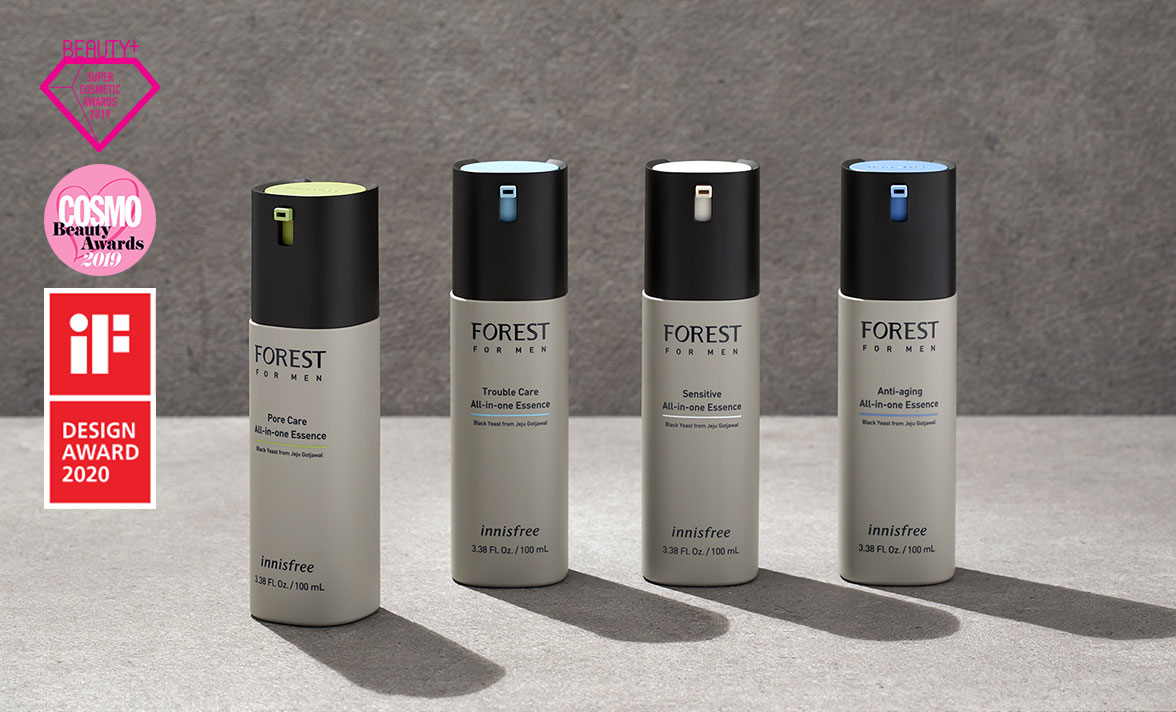 BEAUTY+
SUPER
COSMETIC
AWARDS
2019
COSMO
Beauty
Awards
2019
iF
DESIGN
AWARD
2020
FOREST
FOR MEN
Pore Care
All-in-one Essence
Black Yeast from Jeju Gotjawal
innisfree
3.38 Fl. Oz. / 100 mL
FOREST
FOR MEN
Trouble Care
All-in-one Essence
Black Yeast from Jeju Gotjawal
innisfree
3.38 Fl. Oz. / 100 mL
FOREST
FOR MEN
Sensitive
All-in-one Essence
Black Yeast from Jeju Gotjawal
innisfree
3.38 Fl. Oz. / 100 mL
FOREST
FOR MEN
Anti-aging
All-in-one Essence
Black Yeast from Jeju Gotjawal
innisfree
3.38 Fl. Oz. / 100 mL